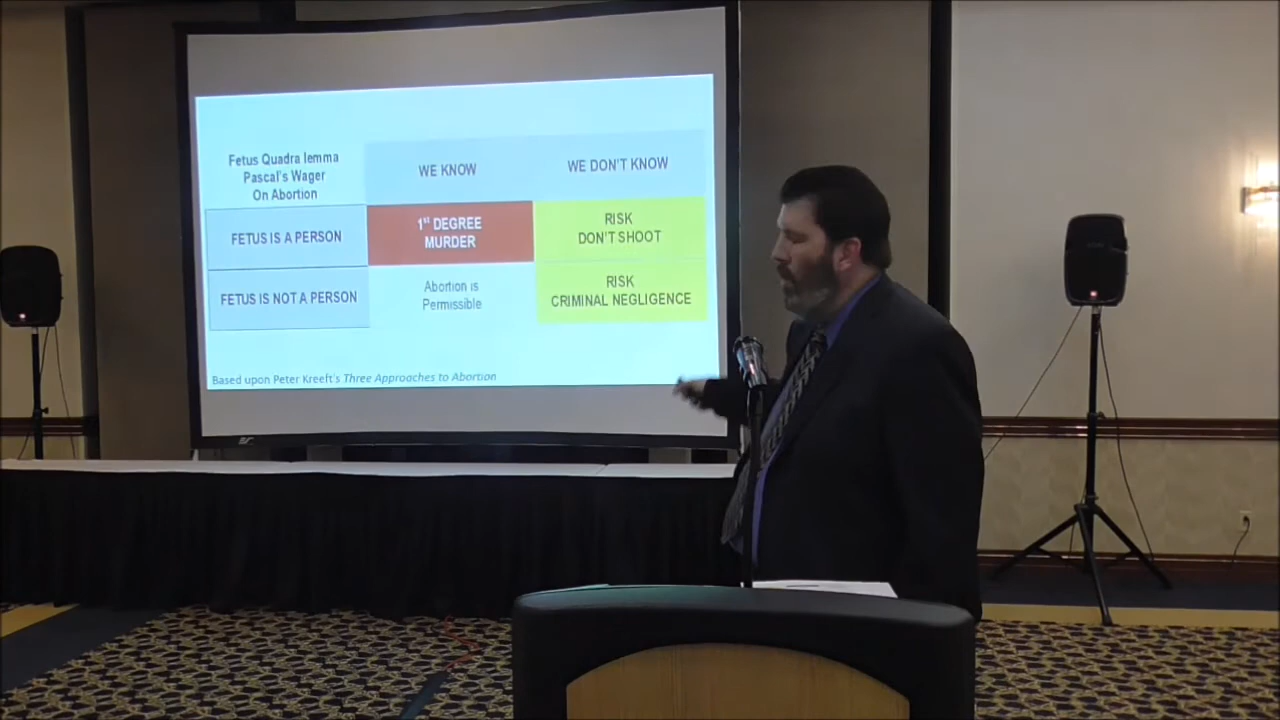 Fetus Quadra lemma
Pascal's Wager
On Abortion
WE KNOW
WE DON'T KNOW
FETUS IS A PERSON
1st DEGREE
MURDER
RISK
DON'T SHOOT
FETUS IS NOT A PERSON
Abortion is
Permissible
RISK
CRIMINAL NEGLIGENCE
Based upon Peter Kreeft's Three Approaches to Abortion